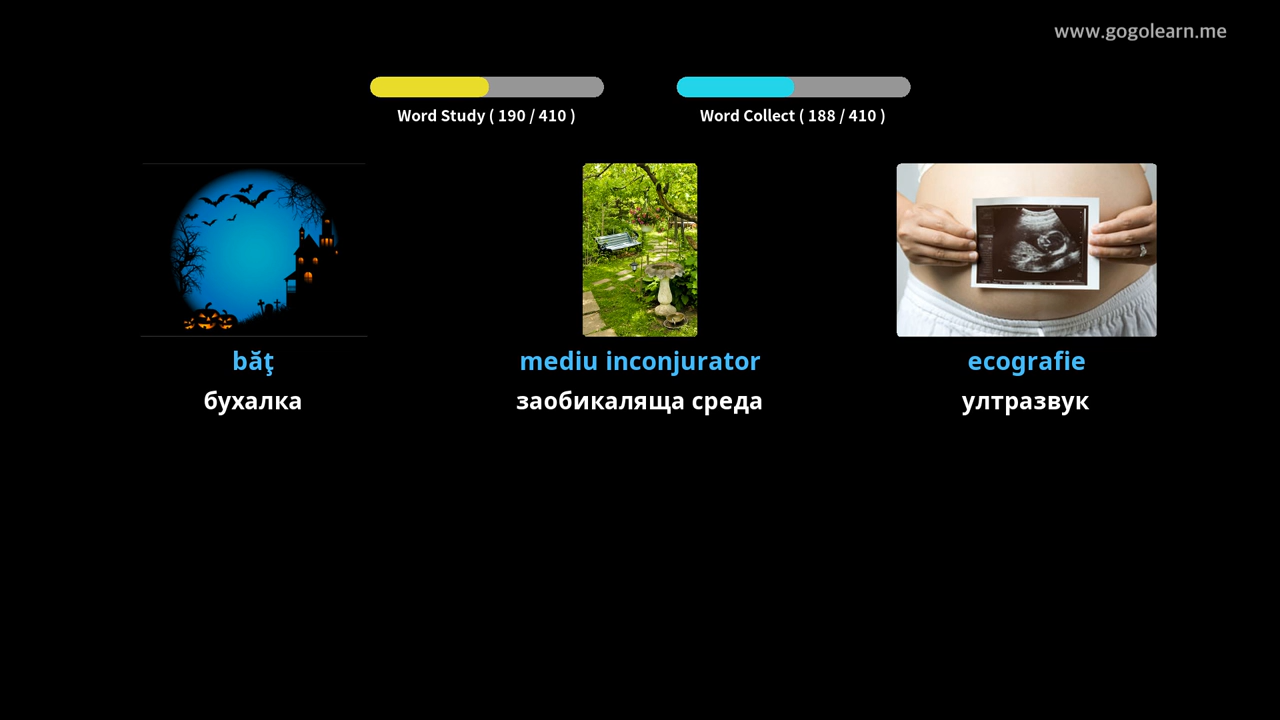 www.gogolearn.me
Word Study ( 190 / 410 )
Word Collect ( 188 / 410 )
băţ
mediu inconjurator
ecografie
бухалка
заобикаляща среда
ултразвук